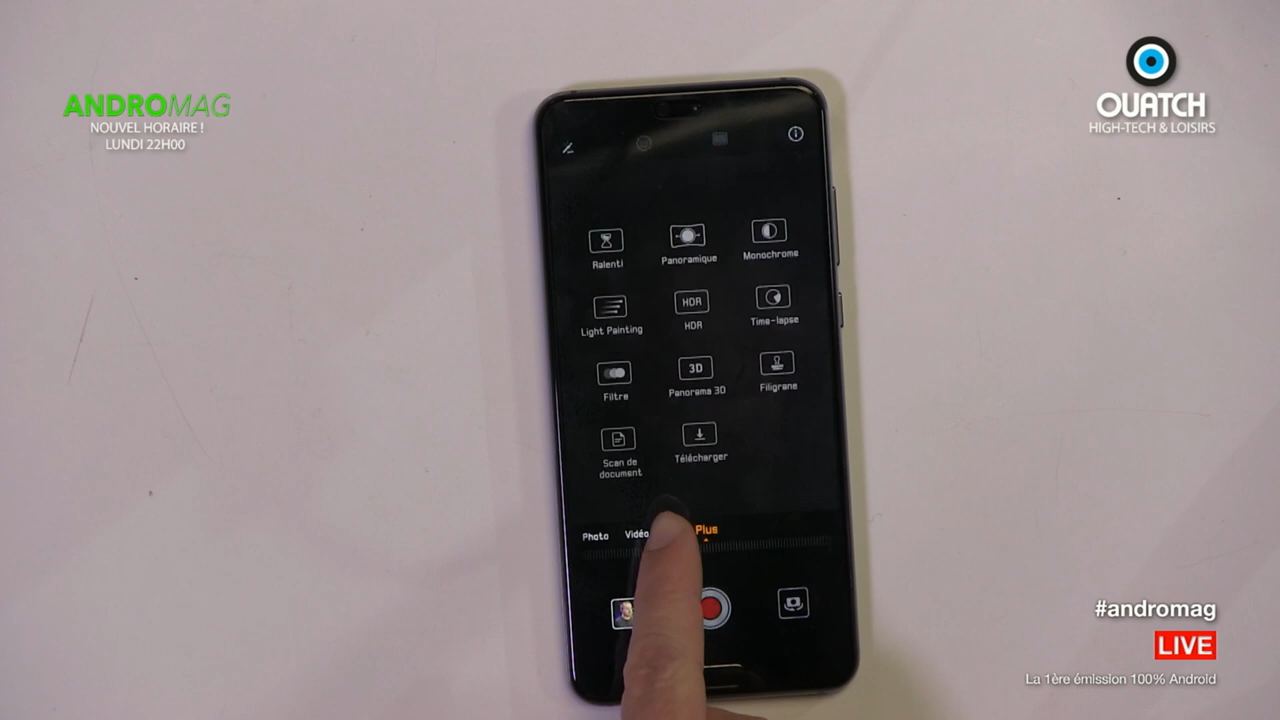 ANDROMAG
NOUVEL HORAIRE !
LUNDI 22H00
OUATCH
HIGH-TECH & LOISIRS
Ralenti
Panoramique
Monochrome
Light Painting
HDR
HDR
Time-lapse
Filtre
3D
Panorama 3D
Filigrane
Scan de
document
Télécharger
Photo
Vidéo
Plus
#andromag
LIVE
La 1ère émission 100% Android